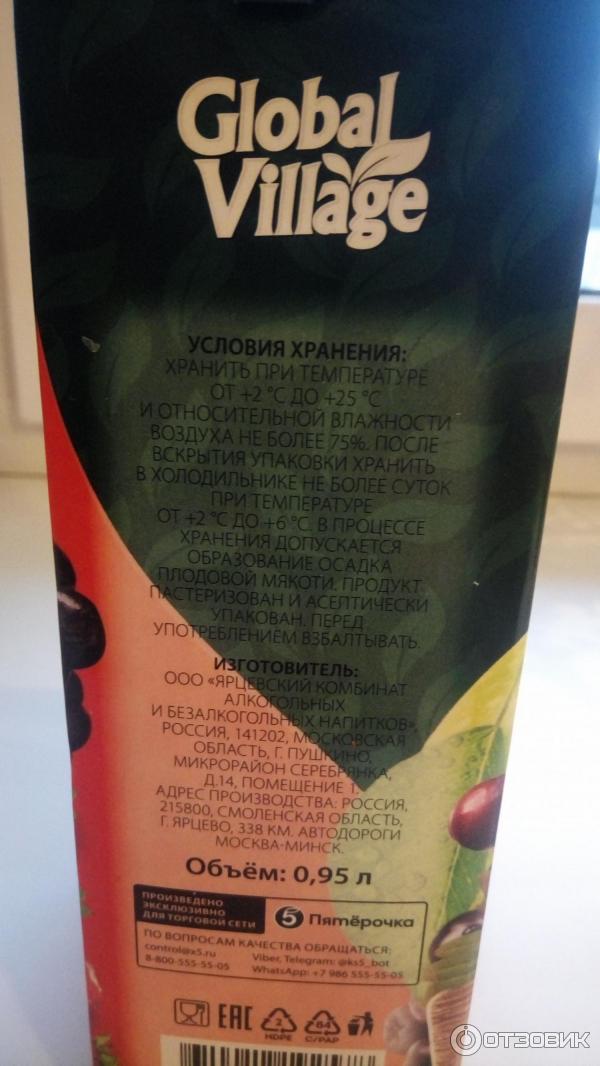 Global
Village
УСЛОВИЯ ХРАНЕНИЯ:
ХРАНИТЬ ПРИ ТЕМПЕРАТУРЕ
ОТ +2 °С ДО +25 °С
И ОТНОСИТЕЛЬНОЙ ВЛАЖНОСТИ
ВОЗДУХА НЕ БОЛЕЕ 75%. ПОСЛЕ
ВСКРЫТИЯ УПАКОВКИ ХРАНИТЬ
В ХОЛОДИЛЬНИКЕ НЕ БОЛЕЕ СУТОК
ПРИ ТЕМПЕРАТУРЕ
ОТ +2 °С ДО +6 °С. В ПРОЦЕССЕ
ХРАНЕНИЯ ДОПУСКАЕТСЯ
ОБРАЗОВАНИЕ ОСАДКА
ПЛОДОВОЙ МЯКОТИ. ПРОДУКТ
ПАСТЕРИЗОВАН И АСЕПТИЧЕСКИ
УПАКОВАН. ПЕРЕД
УПОТРЕБЛЕНИЕМ ВЗБАЛТЫВАТЬ.
ИЗГОТОВИТЕЛЬ:
ООО «ЯРЦЕВСКИЙ КОМБИНАТ
АЛКОГОЛЬНЫХ
И БЕЗАЛКОГОЛЬНЫХ НАПИТКОВ»,
РОССИЯ, 141202, МОСКОВСКАЯ
ОБЛАСТЬ, Г. ПУШКИНО,
МИКРОРАЙОН СЕРЕБРЯНКА,
Д.14, ПОМЕЩЕНИЕ 1.
АДРЕС ПРОИЗВОДСТВА: РОССИЯ,
215800, СМОЛЕНСКАЯ ОБЛАСТЬ,
Г. ЯРЦЕВО, 338 КМ. АВТОДОРОГИ
МОСКВА-МИНСК.
Объём: 0,95 л
ПРОИЗВЕДЕНО
ЭКСКЛЮЗИВНО
ДЛЯ ТОРГОВОЙ СЕТИ
5 Пятёрочка
ПО ВОПРОСАМ КАЧЕСТВА ОБРАЩАТЬСЯ:
control@x5.ru Viber, Telegram: @ks5_bot
8-800-555-55-05 WhatsApp: +7 986 555-55-05
EAC 2 84
HDPE C/PAP
ОТЗОВИК